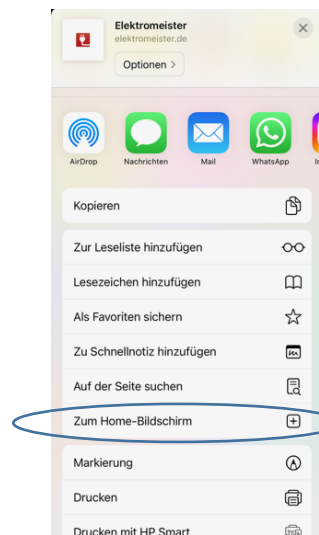 Elektromeister
elektromeister.de
Optionen >
AirDrop
Nachrichten
Mail
WhatsApp
Kopieren
Zur Leseliste hinzufügen
Lesezeichen hinzufügen
Als Favoriten sichern
Zu Schnellnotiz hinzufügen
Auf der Seite suchen
Zum Home-Bildschirm
Markierung
Drucken
Drucken mit HP Smart